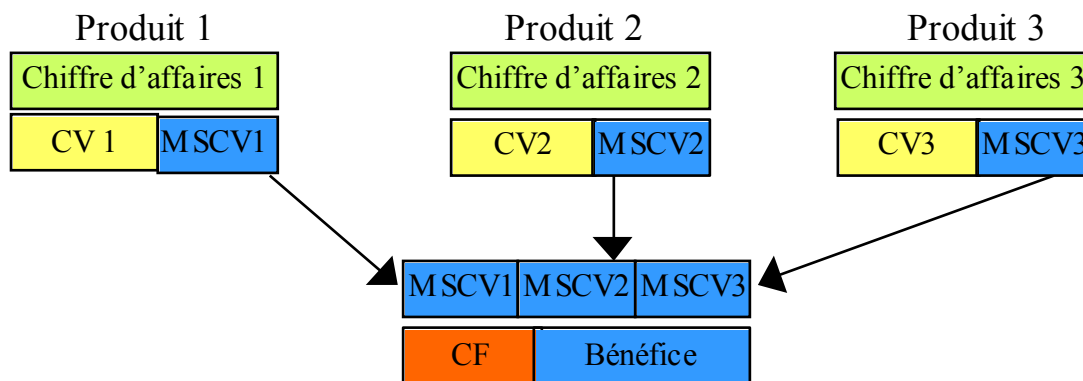 Produit 1 Produit 2 Produit 3
Chiffre d'affaires 1 Chiffre d'affaires 2 Chiffre d'affaires 3
CV 1 MSCV1 CV2 MSCV2 CV3 MSCV3
MSCV1 MSCV2 MSCV3
CF Bénéfice